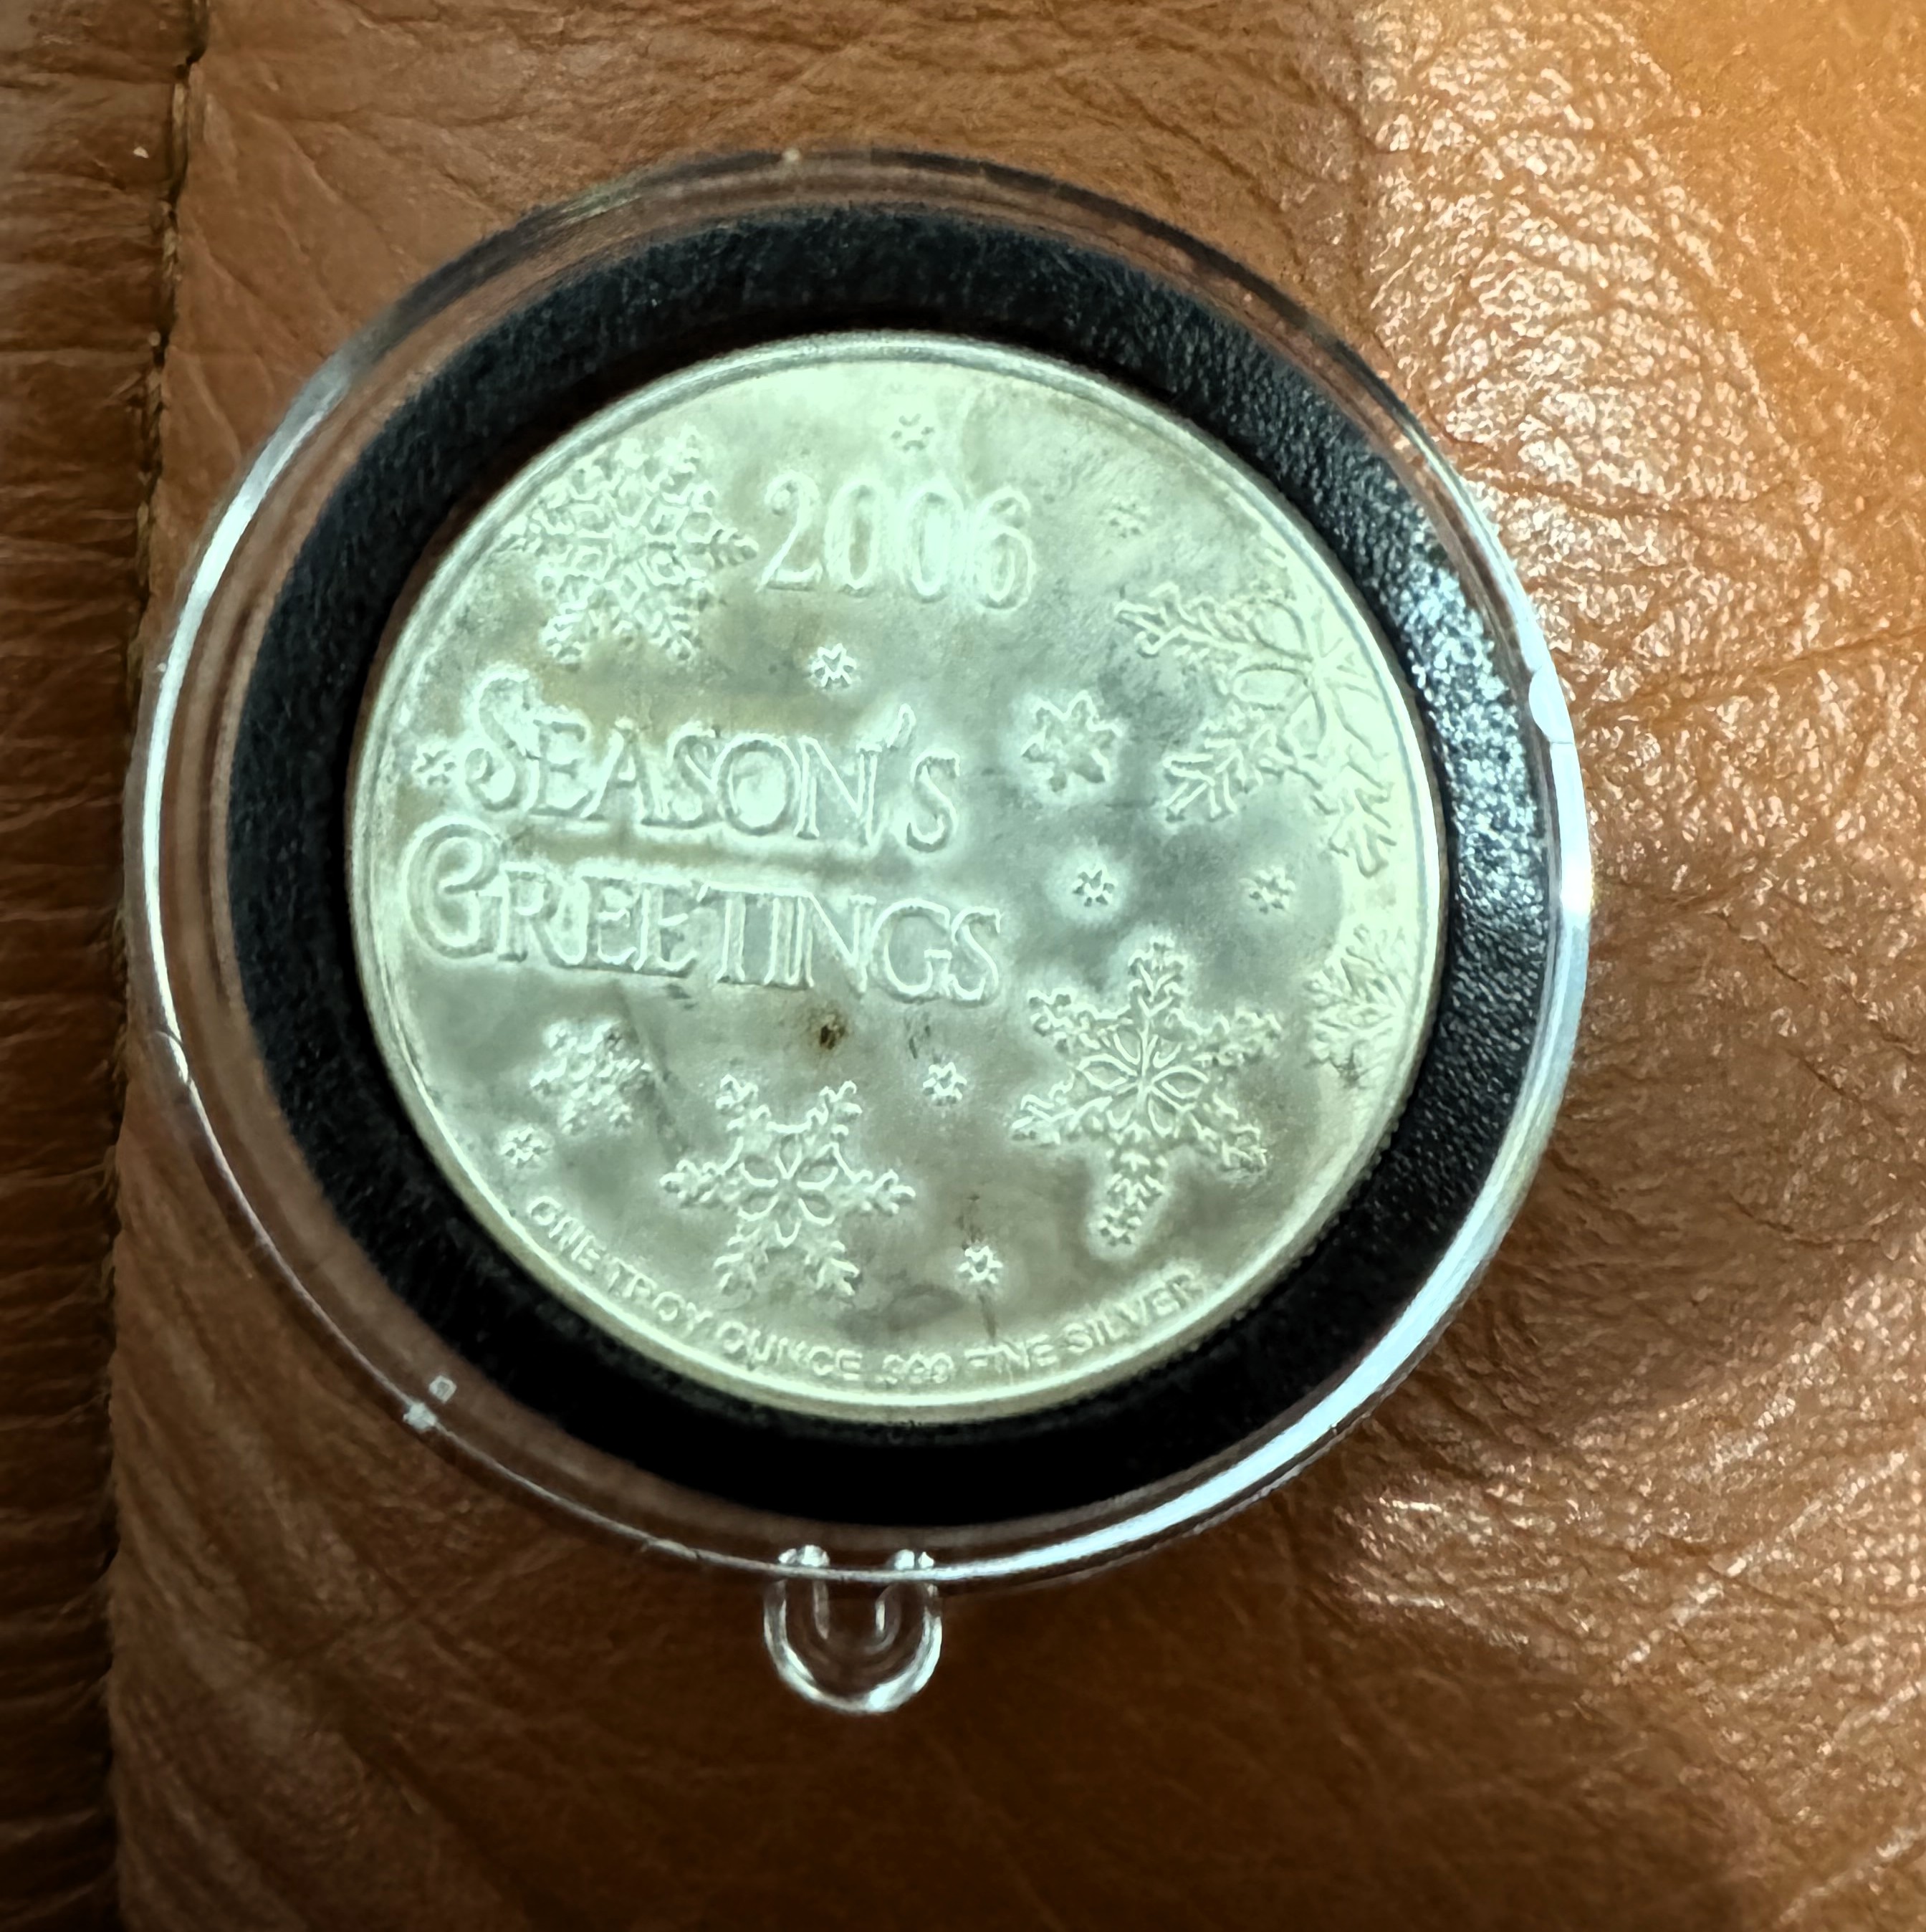 2006
SEASON'S
GREETINGS
ONE TROY OUNCE .999 FINE SILVER